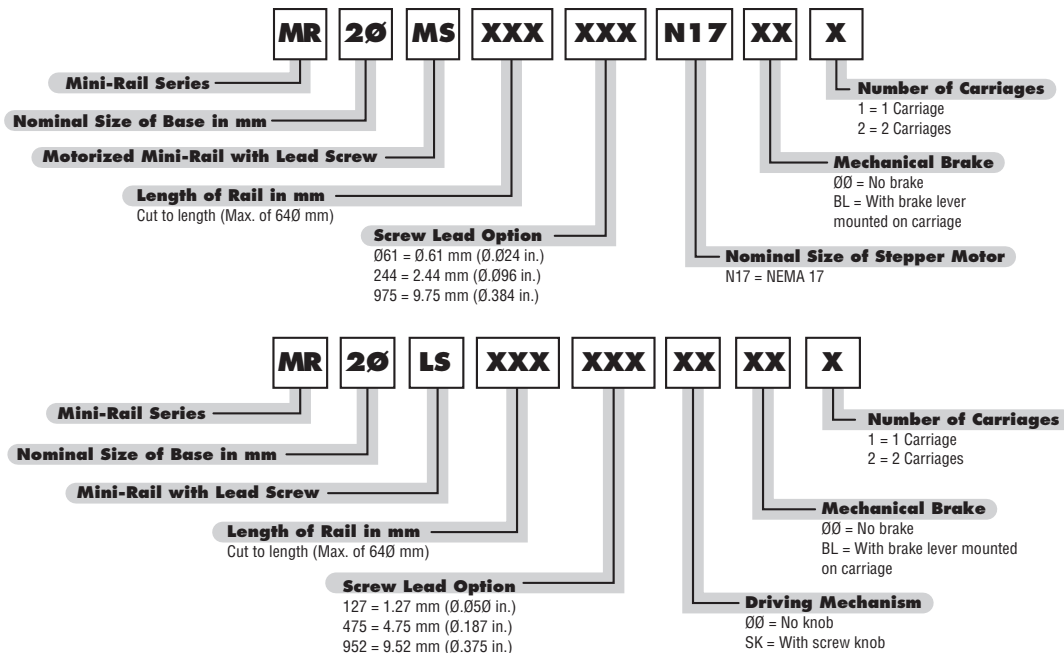 MR 2Ø MS XXX XXX N17 XX X
Mini-Rail Series
Nominal Size of Base in mm
Motorized Mini-Rail with Lead Screw
Length of Rail in mm
Cut to length (Max. of 64Ø mm)
Screw Lead Option
Ø61 = Ø.61 mm (Ø.Ø24 in.)
244 = 2.44 mm (Ø.Ø96 in.)
975 = 9.75 mm (Ø.384 in.)
Number of Carriages
1 = 1 Carriage
2 = 2 Carriages
Mechanical Brake
ØØ = No brake
BL = With brake lever
mounted on carriage
Nominal Size of Stepper Motor
N17 = NEMA 17
MR 2Ø LS XXX XXX XX XX X
Mini-Rail Series
Nominal Size of Base in mm
Mini-Rail with Lead Screw
Length of Rail in mm
Cut to length (Max. of 64Ø mm)
Screw Lead Option
127 = 1.27 mm (Ø.Ø5Ø in.)
475 = 4.75 mm (Ø.187 in.)
952 = 9.52 mm (Ø.375 in.)
Number of Carriages
1 = 1 Carriage
2 = 2 Carriages
Mechanical Brake
ØØ = No brake
BL = With brake lever mounted
on carriage
Driving Mechanism
ØØ = No knob
SK = With screw knob